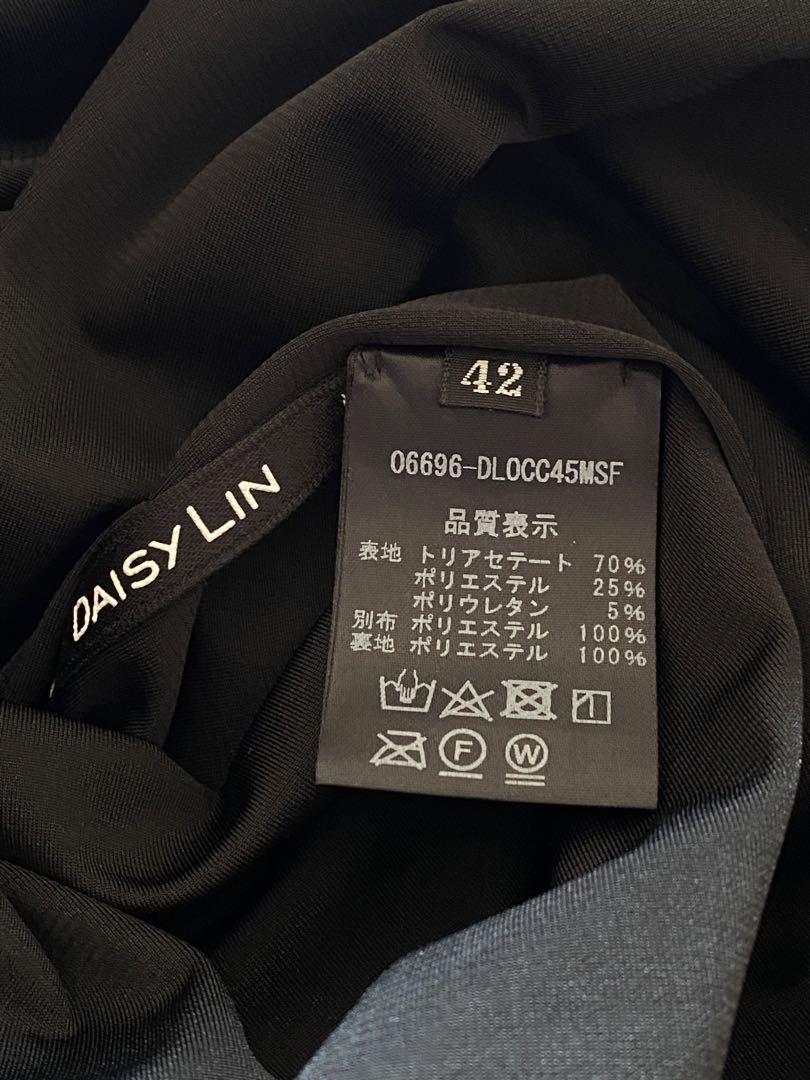 42
06696-DL0CC45MSF
品質表示
表地 トリアセテート 70%
ポリエステル 25%
ポリウレタン 5%
別布 ポリエステル 100%
裏地 ポリエステル 100%
F W
DAISY LIN